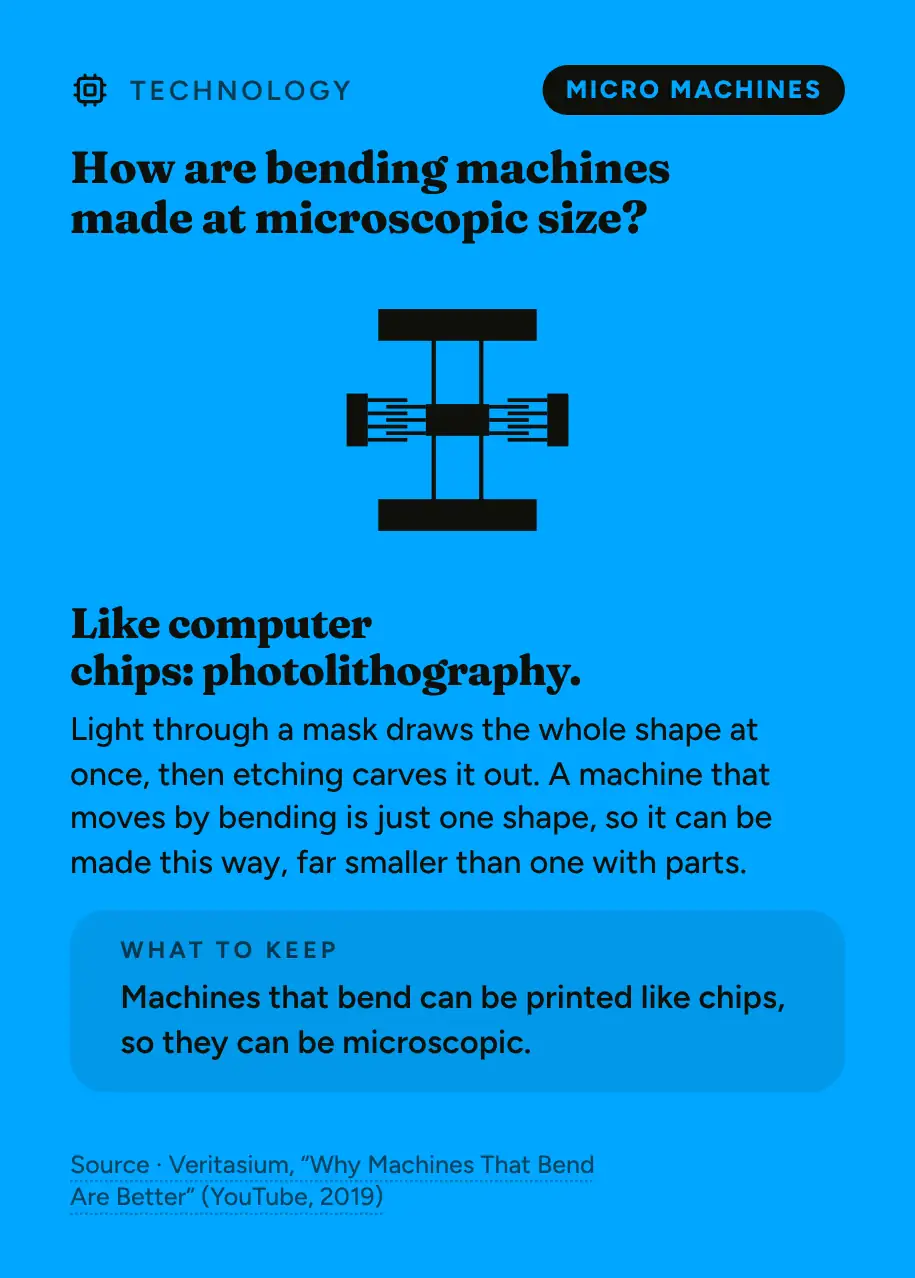 TECHNOLOGY
MICRO MACHINES
How are bending machines
made at microscopic size?
Like computer
chips: photolithography.
Light through a mask draws the whole shape at
once, then etching carves it out. A machine that
moves by bending is just one shape, so it can be
made this way, far smaller than one with parts.
WHAT TO KEEP
Machines that bend can be printed like chips,
so they can be microscopic.
Source · Veritasium, “Why Machines That Bend
Are Better” (YouTube, 2019)